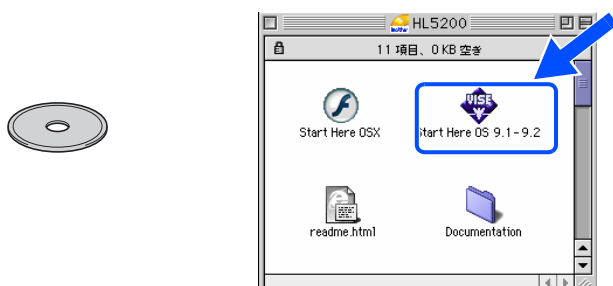 HL5200
11 項目、0 KB 空き
VISE
Start Here OSX
Start Here OS 9.1-9.2
readme.html
Documentation